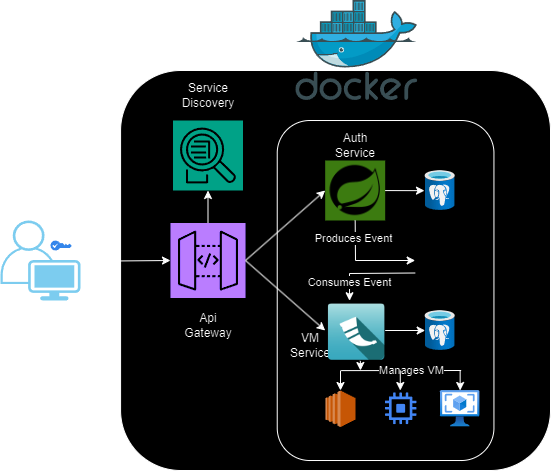 docker
Service
Discovery
Auth
Service
Produces Event
Consumes Event
Api
Gateway
VM
Service
Manages VM